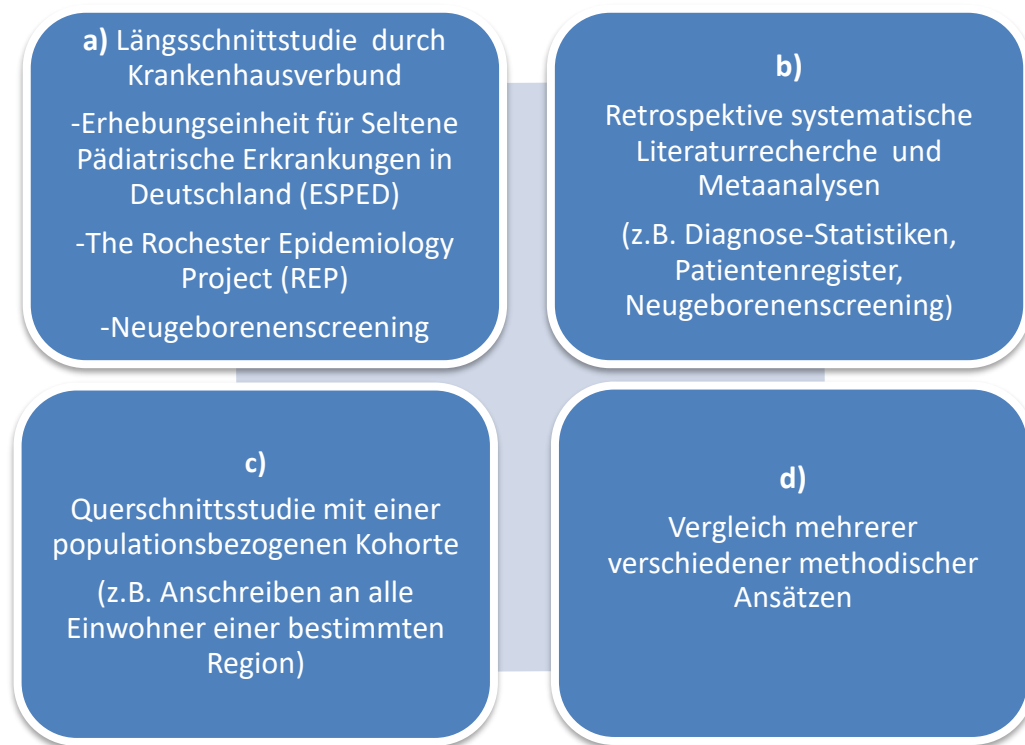 a) Längsschnittstudie durch
Krankenhausverbund
-Erhebungseinheit für Seltene
Pädiatrische Erkrankungen in
Deutschland (ESPED)
-The Rochester Epidemiology
Project (REP)
-Neugeborenenscreening
b)
Retrospektive systematische
Literaturrecherche und
Metaanalysen
(z.B. Diagnose-Statistiken,
Patientenregister,
Neugeborenenscreening)
c)
Querschnittsstudie mit einer
populationsbezogenen Kohorte
(z.B. Anschreiben an alle
Einwohner einer bestimmten
Region)
d)
Vergleich mehrerer
verschiedener methodischer
Ansätzen